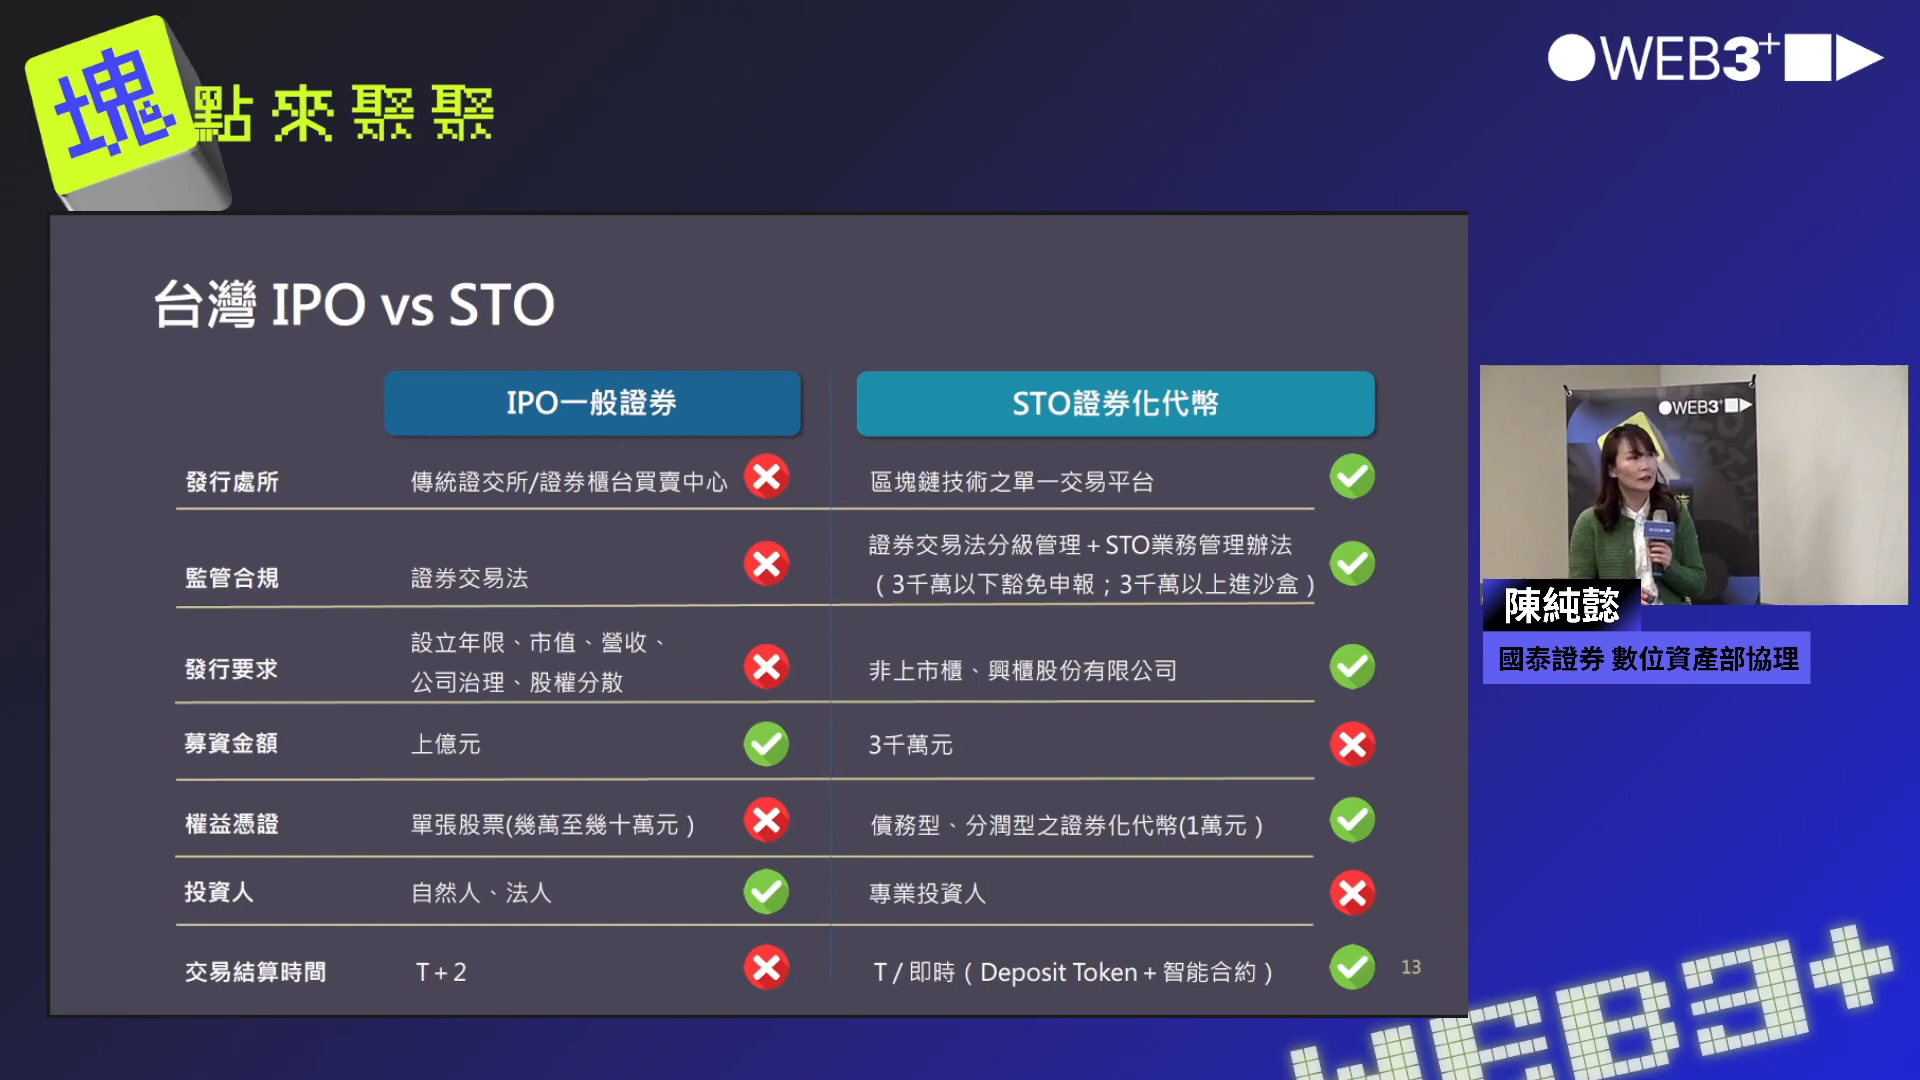 塊點來聚聚
WEB3+
台灣 IPO vs STO
IPO一般證券
STO證券化代幣
發行處所
傳統證交所/證券櫃台買賣中心
區塊鏈技術之單一交易平台
監管合規
證券交易法
證券交易法分級管理+STO業務管理辦法
(3千萬以下豁免申報;3千萬以上進沙盒)
發行要求
設立年限、市值、營收、
公司治理、股權分散
非上市櫃、興櫃股份有限公司
募資金額
上億元
3千萬元
權益憑證
單張股票(幾萬至幾十萬元)
債務型、分潤型之證券化代幣(1萬元)
投資人
自然人、法人
專業投資人
交易結算時間
T+2
T / 即時(Deposit Token+智能合約)
13
WEB3+
陳純懿
國泰證券 數位資產部協理
WEB3+